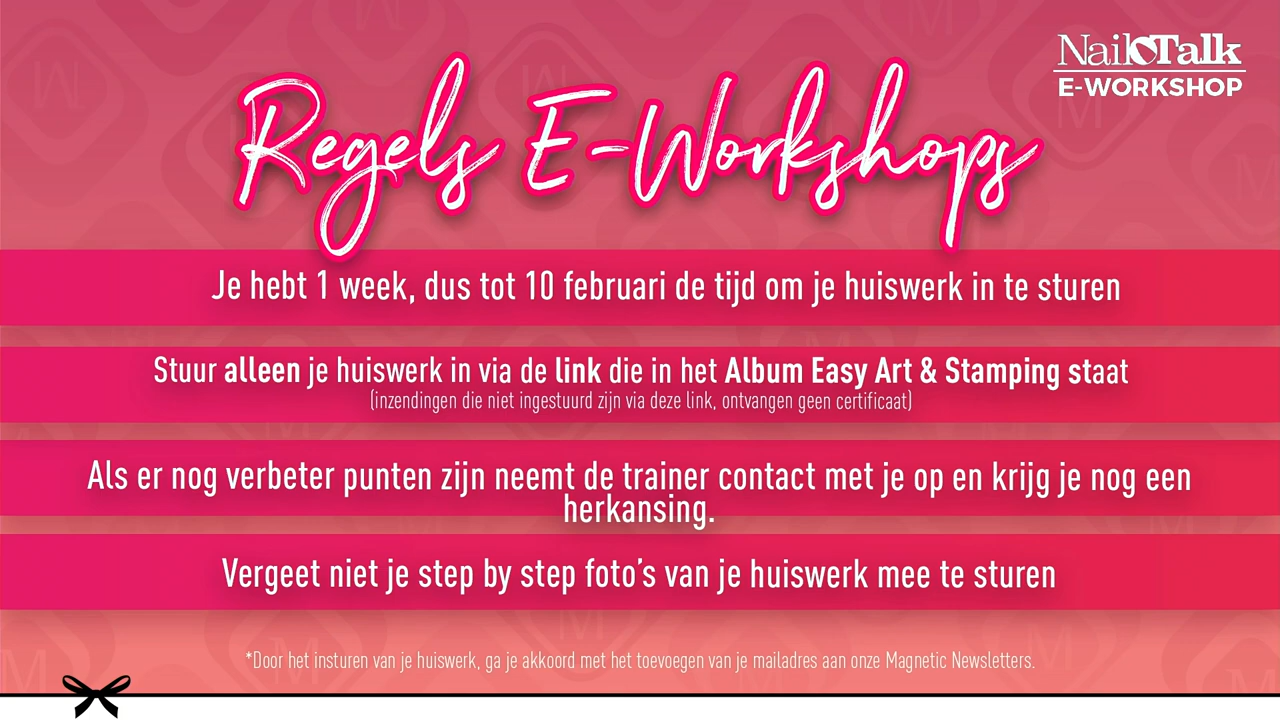 NailTalk
E-WORKSHOP
Regels E-Workshops
Je hebt 1 week, dus tot 10 februari de tijd om je huiswerk in te sturen
Stuur alleen je huiswerk in via de link die in het Album Easy Art & Stamping staat
(inzendingen die niet ingestuurd zijn via deze link, ontvangen geen certificaat)
Als er nog verbeter punten zijn neemt de trainer contact met je op en krijg je nog een
herkansing.
Vergeet niet je step by step foto's van je huiswerk mee te sturen
*Door het insturen van je huiswerk, ga je akkoord met het toevoegen van je mailadres aan onze Magnetic Newsletters.